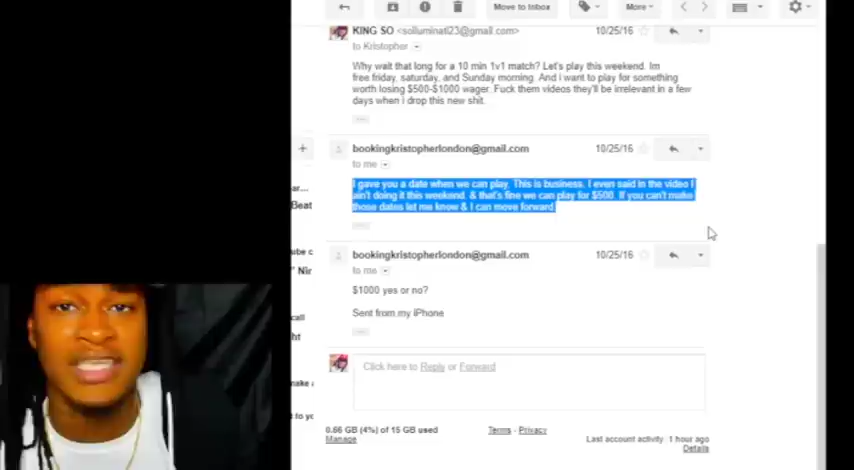 Move to Inbox
More
KING SO <soilluminati23@gmail.com>
10/25/16
to Kristopher
Why wait that long for a 10 min 1v1 match? Let's play this weekend. Im
free friday, saturday, and Sunday morning. And i want to play for something
worth losing $500-$1000 wager. Fuck them videos they'll be irrelevant in a few
days when i drop this new shit.
bookingkristopherlondon@gmail.com
10/25/16
to me
I gave you a date when we can play. This is business. I even said in the video I
ain't doing it this weekend. & that's fine we can play for $500. If you can't make
those dates let me know & I can move forward.
ar...
Beat
bookingkristopherlondon@gmail.com
10/25/16
to me
$1000 yes or no?
Sent from my iPhone
Click here to Reply or Forward
0.66 GB (4%) of 15 GB used
Manage
Terms - Privacy
Last account activity: 1 hour ago
Details